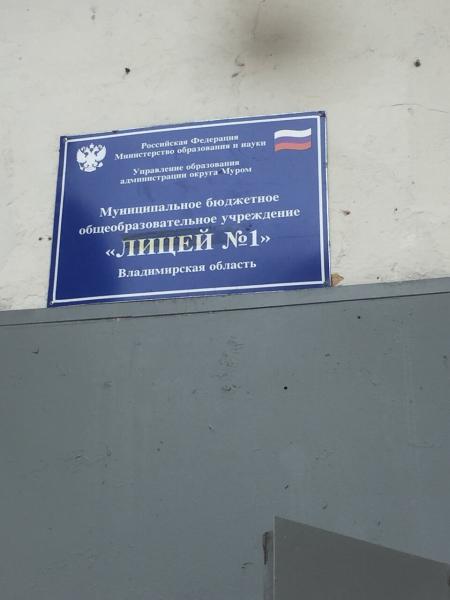 Российская Федерация
Министерство образования и науки
Управление образования
администрации округа Муром
Муниципальное бюджетное
общеобразовательное учреждение
«ЛИЦЕЙ №1»
Владимирская область